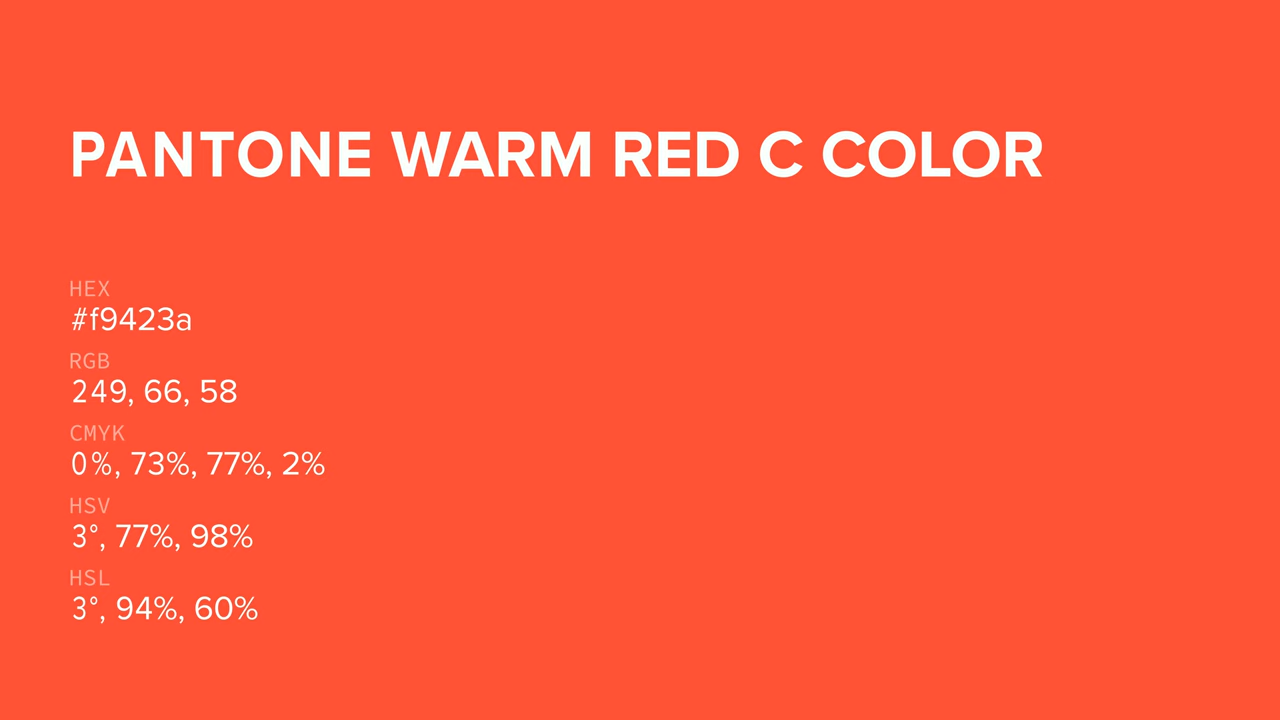 PANTONE WARM RED C COLOR
HEX
#f9423a
RGB
249, 66, 58
CMYK
0%, 73%, 77%, 2%
HSV
3°, 77%, 98%
HSL
3°, 94%, 60%